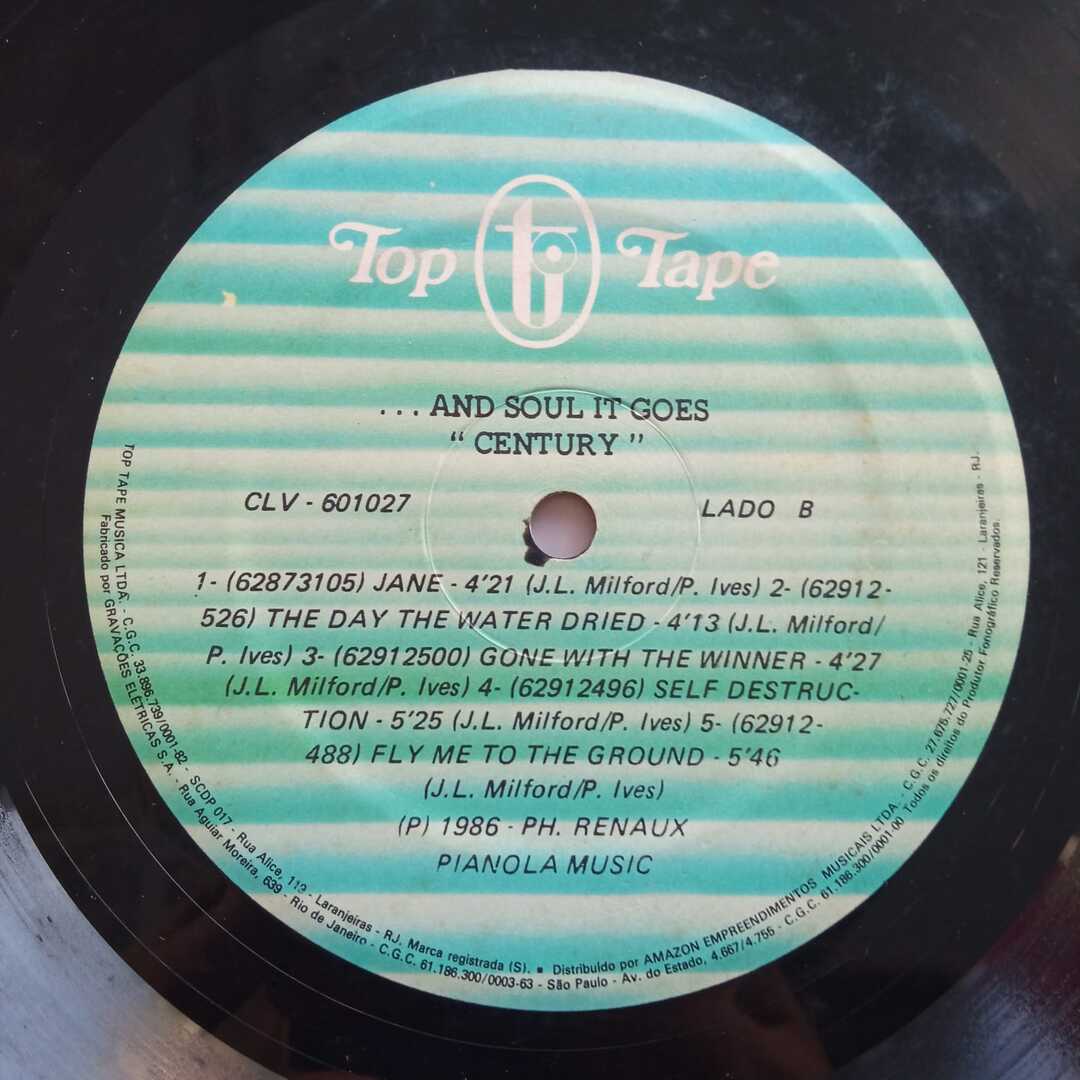 Top Tape
... AND SOUL IT GOES
" CENTURY "
CLV - 601027 LADO B
1- (62873105) JANE - 4'21 (J.L. Milford/P. Ives) 2- (62912-
526) THE DAY THE WATER DRIED - 4'13 (J.L. Milford/
P. Ives) 3- (62912500) GONE WITH THE WINNER - 4'27
(J.L. Milford/P. Ives) 4- (62912496) SELF DESTRUC-
TION - 5'25 (J.L. Milford/P. Ives) 5- (62912-
488) FLY ME TO THE GROUND - 5'46
(J.L. Milford/P. Ives)
(P) 1986 - PH. RENAUX
PIANOLA MUSIC
TOP TAPE MUSICA LTDA. - C.G.C. 33.896.739/0001-82 - SCDP 017 - Rua Alice, - Laranjeiras - RJ. Marca registrada (S). ■ Distribuído por AMAZON EMPREENDIMENTOS MUSICAIS LTDA. - C.G.C. 27.675.727/0001-25 - Rua Alice, 121 - Laranjeiras - RJ.
Fabricado por GRAVAÇÕES ELETRICAS S.A. - Rua Aguiar Moreira, 639 - Rio de Janeiro - C.G.C. 61.186.300/0003-63 - São Paulo - Av. do Estado, 4.667/4.755 - C.G.C. 61.186.300/0001-00 Todos os direitos do Produtor Fonográfico Reservados.